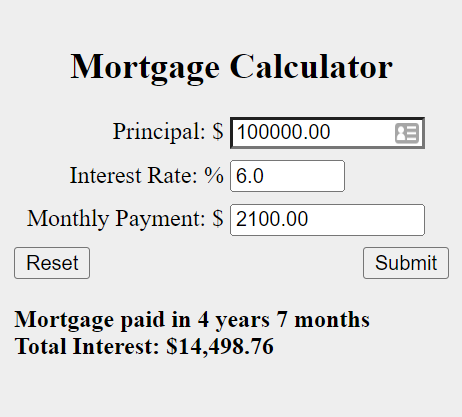 Mortgage Calculator
Principal: $ 100000.00
Interest Rate: % 6.0
Monthly Payment: $ 2100.00
Reset Submit
Mortgage paid in 4 years 7 months
Total Interest: $14,498.76